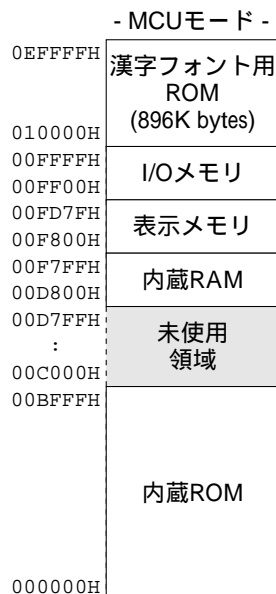 - MCUモード -
0EFFFFH
漢字フォント用
ROM
(896K bytes)
010000H
00FFFFH
I/Oメモリ
00FF00H
00FD7FH
表示メモリ
00F800H
00F7FFH
内蔵RAM
00D800H
00D7FFH
未使用
:
領域
00C000H
00BFFFH
内蔵ROM
000000H